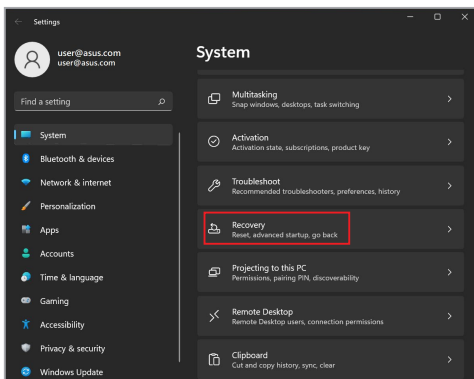 Settings
user@asus.com
user@asus.com
Find a setting
System
Bluetooth & devices
Network & internet
Personalization
Apps
Accounts
Time & language
Gaming
Accessibility
Privacy & security
Windows Update
System
Multitasking
Snap windows, desktops, task switching
Activation
Activation state, subscriptions, product key
Troubleshoot
Recommended troubleshooters, preferences, history
Recovery
Reset, advanced startup, go back
Projecting to this PC
Permissions, pairing PIN, discoverability
Remote Desktop
Remote Desktop users, connection permissions
Clipboard
Cut and copy history, sync, clear